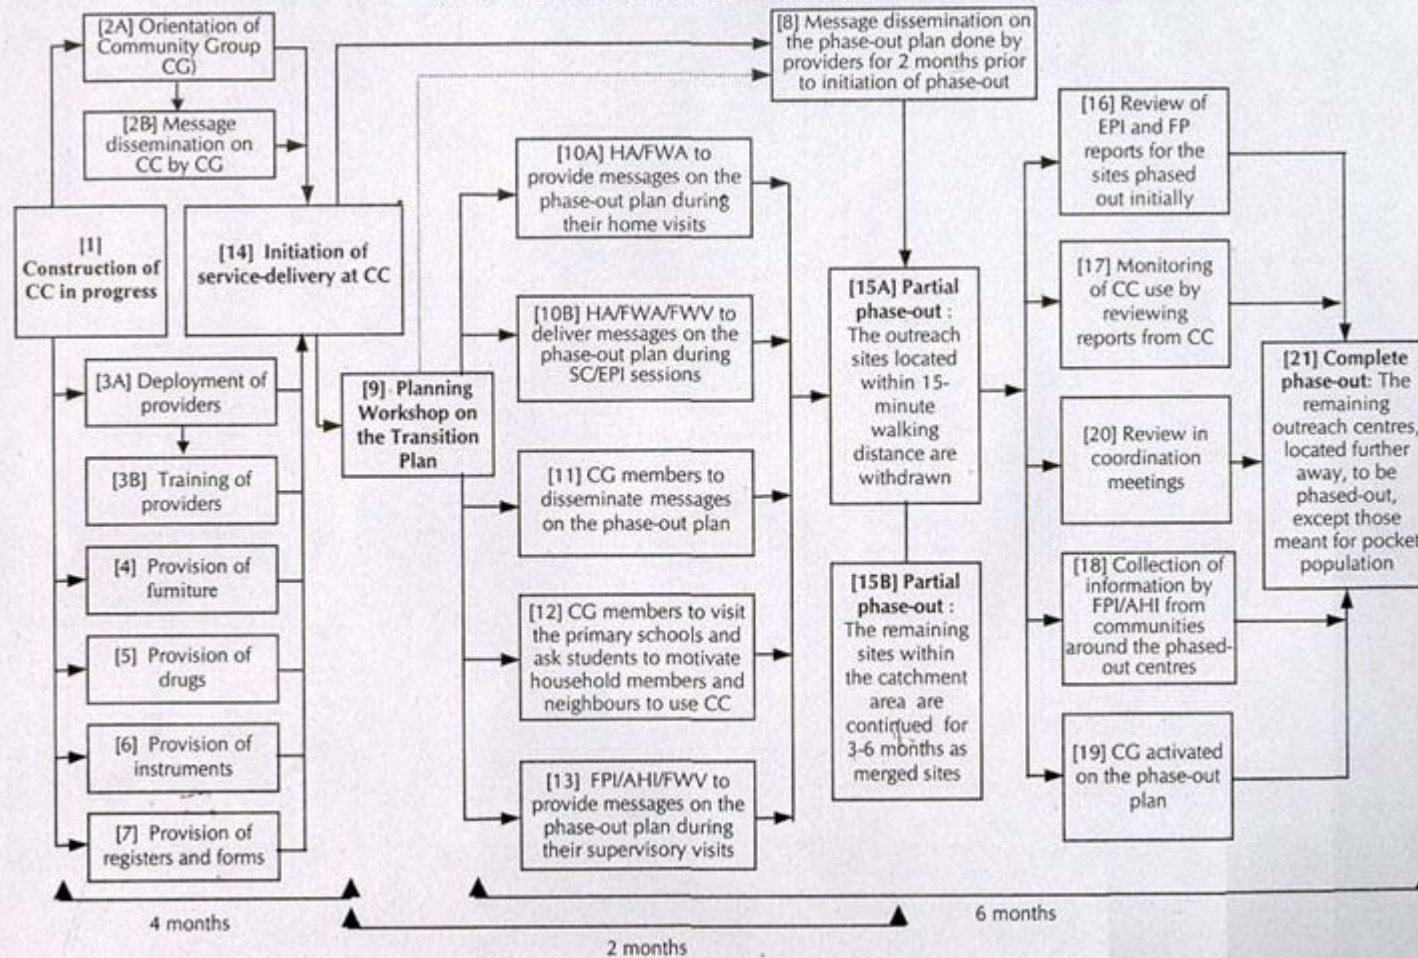 [2A] Orientation of
Community Group
CG)
[2B] Message
dissemination on
CC by CG
[1]
Construction of
CC in progress
[14] Initiation of
service-delivery at CC
[3A] Deployment of
providers
[3B] Training of
providers
[4] Provision of
furniture
[5] Provision of
drugs
[6] Provision of
instruments
[7] Provision of
registers and forms
[9] Planning
Workshop on
the Transition
Plan
[8] Message dissemination on
the phase-out plan done by
providers for 2 months prior
to initiation of phase-out
[10A] HA/FWA to
provide messages on the
phase-out plan during
their home visits
[10B] HA/FWA/FWV to
deliver messages on the
phase-out plan during
SC/EPI sessions
[11] CG members to
disseminate messages
on the phase-out plan
[12] CG members to visit
the primary schools and
ask students to motivate
household members and
neighbours to use CC
[13] FPI/AHI/FWV to
provide messages on the
phase-out plan during
their supervisory visits
[15A] Partial
phase-out :
The outreach
sites located
within 15-
minute
walking
distance are
withdrawn
[15B] Partial
phase-out :
The remaining
sites within
the catchment
area are
continued for
3-6 months as
merged sites
[16] Review of
EPI and FP
reports for the
sites phased
out initially
[17] Monitoring
of CC use by
reviewing
reports from CC
[20] Review in
coordination
meetings
[18] Collection of
information by
FPI/AHI from
communities
around the phased-
out centres
[19] CG activated
on the phase-out
plan
[21] Complete
phase-out: The
remaining
outreach centres,
located further
away, to be
phased-out,
except those
meant for pocket
population
4 months
2 months
6 months